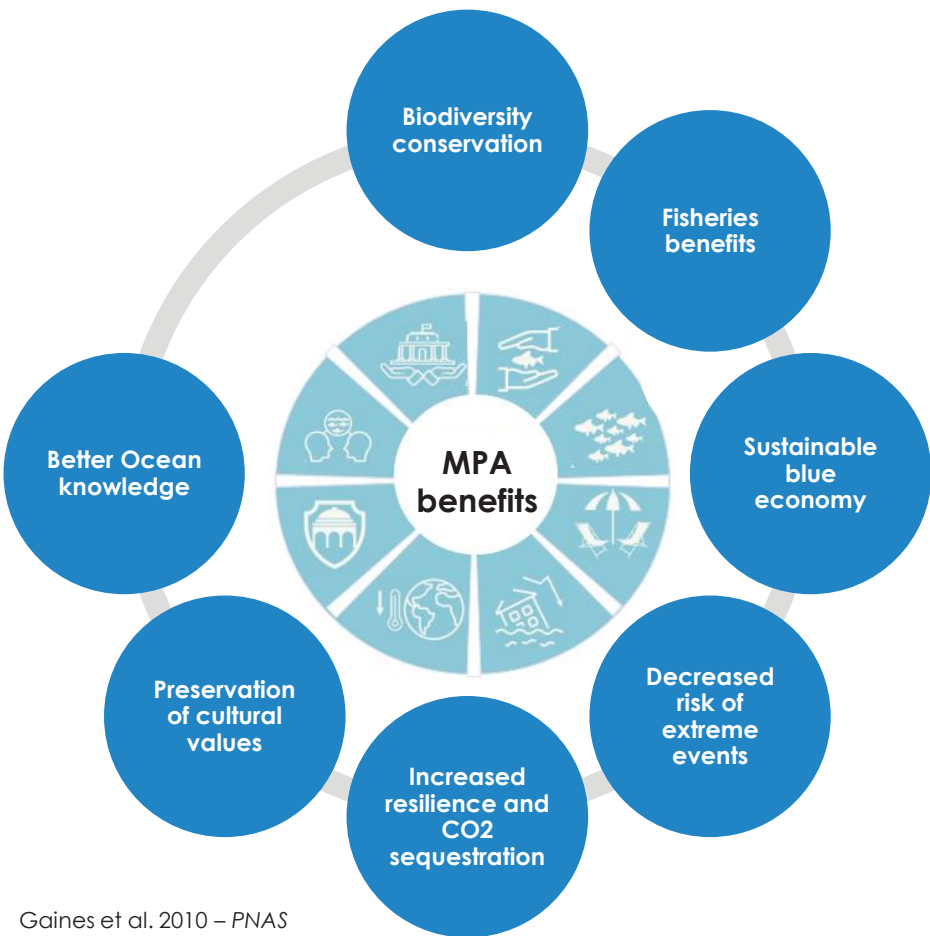 Biodiversity
conservation
Fisheries
benefits
Sustainable
blue
economy
Decreased
risk of
extreme
events
Increased
resilience and
CO2
sequestration
Preservation
of cultural
values
Better Ocean
knowledge
MPA
benefits
Gaines et al. 2010 – PNAS